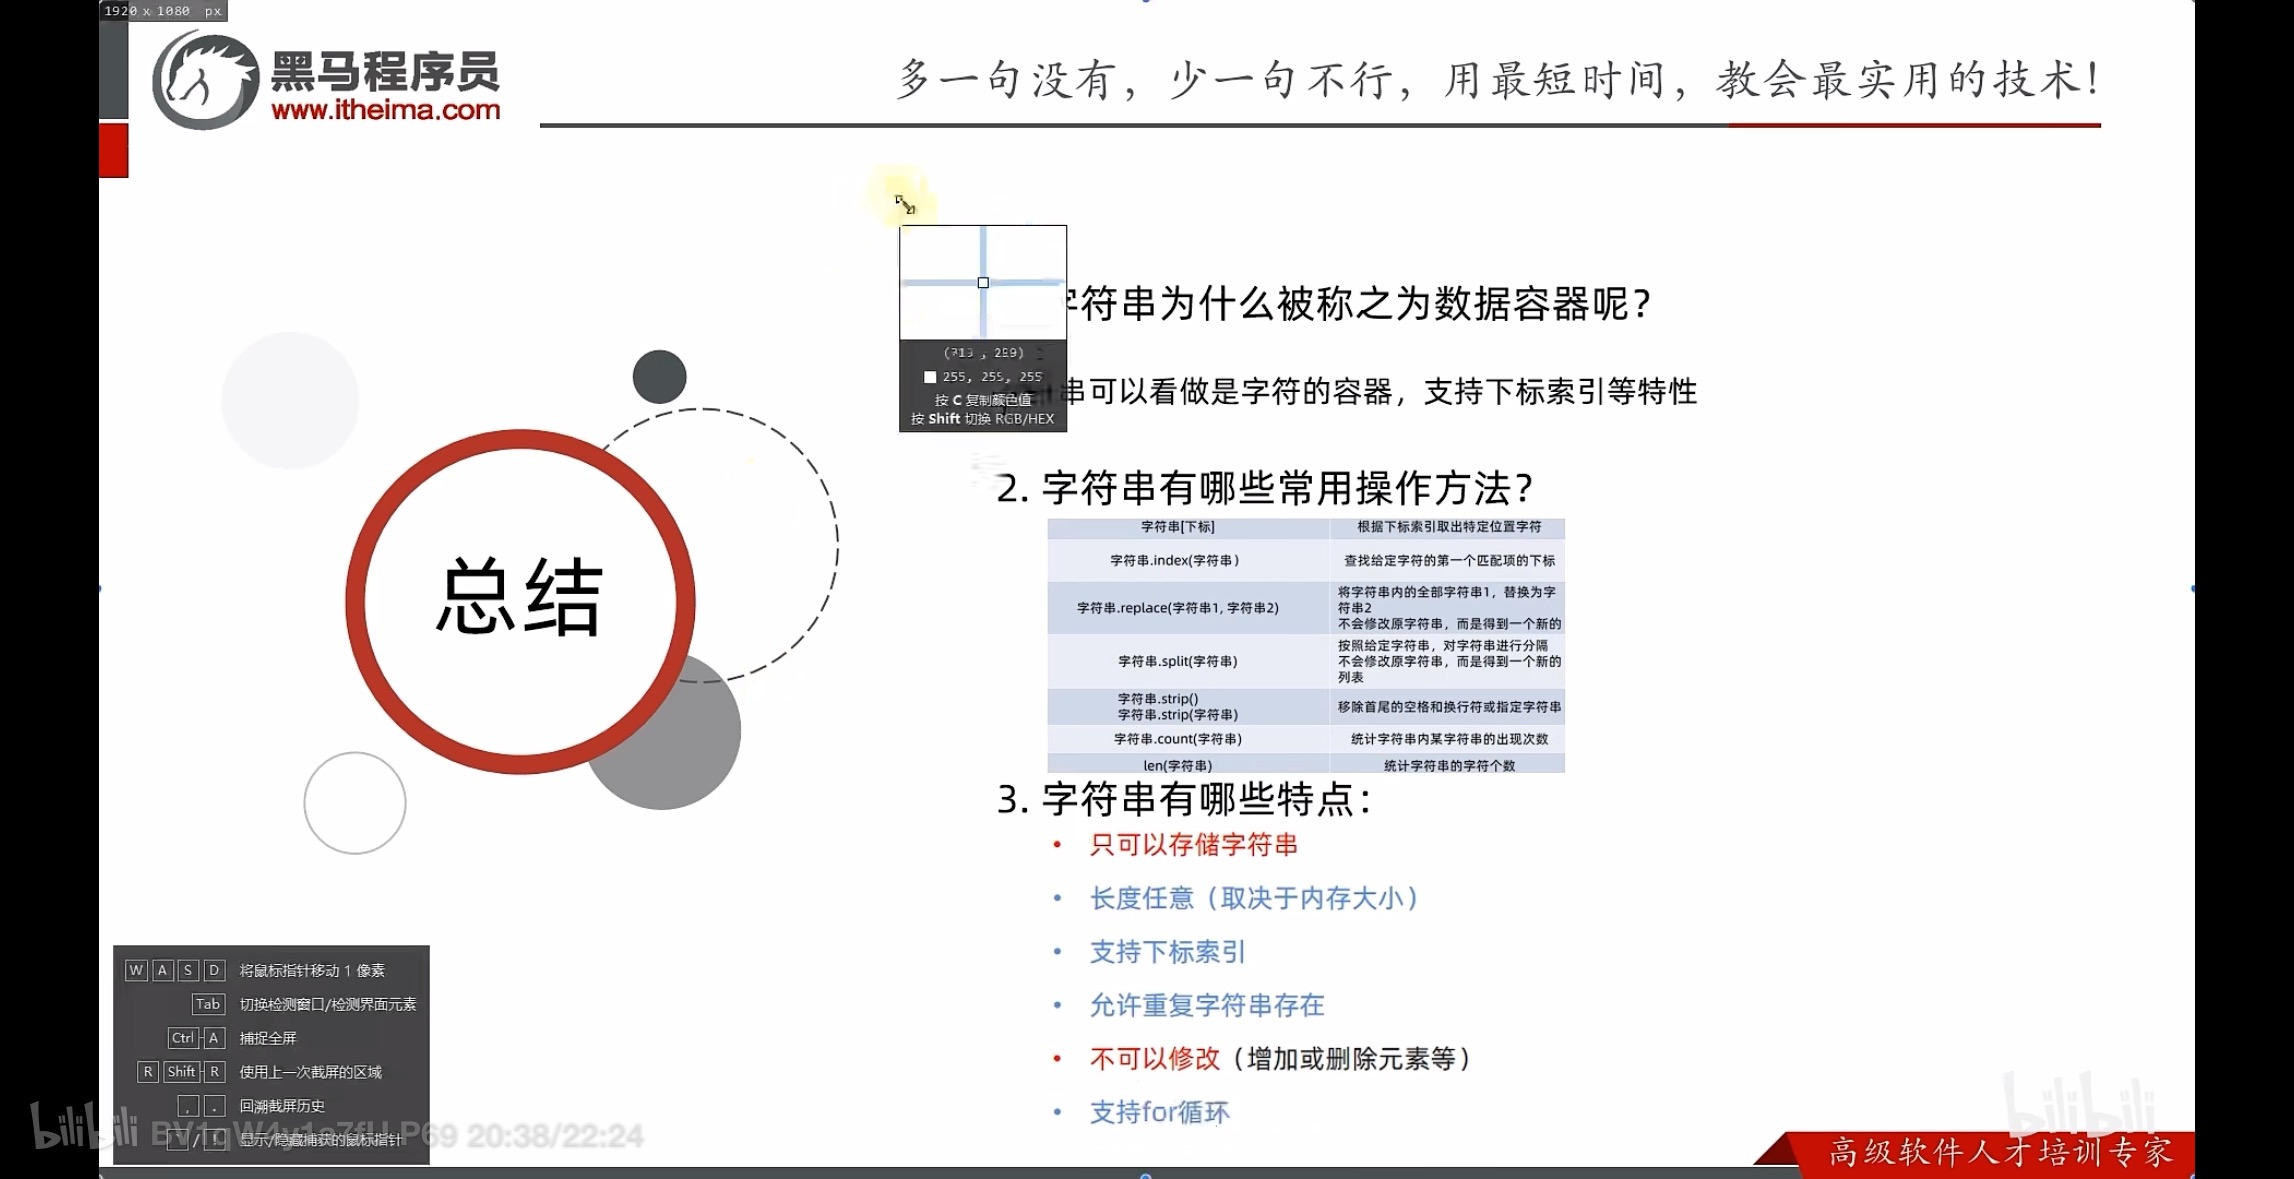 1920 x 1080 px
黑马程序员
www.itheima.com
多一句没有，少一句不行，用最短时间，教会最实用的技术！
字符串为什么被称之为数据容器呢？
(713 , 289)
255, 255, 255
按 C 复制颜色值
按 Shift 切换 RGB/HEX
串可以看做是字符的容器，支持下标索引等特性
2. 字符串有哪些常用操作方法？
字符串[下标] 根据下标索引取出特定位置字符
字符串.index(字符串) 查找给定字符的第一个匹配项的下标
字符串.replace(字符串1, 字符串2) 将字符串内的全部字符串1，替换为字
符串2
不会修改原字符串，而是得到一个新的
字符串.split(字符串) 按照给定字符串，对字符串进行分隔
不会修改原字符串，而是得到一个新的
列表
字符串.strip()
字符串.strip(字符串) 移除首尾的空格和换行符或指定字符串
字符串.count(字符串) 统计字符串内某字符串的出现次数
len(字符串) 统计字符串的字符个数
总结
3. 字符串有哪些特点：
• 只可以存储字符串
• 长度任意（取决于内存大小）
• 支持下标索引
• 允许重复字符串存在
• 不可以修改（增加或删除元素等）
• 支持for循环
W A S D 将鼠标指针移动 1 像素
Tab 切换检测窗口/检测界面元素
Ctrl A 捕捉全屏
R Shift R 使用上一次截屏的区域
, . 回溯截屏历史
/ 显示/隐藏捕获的鼠标指针
bilibili P69 20:38/22:24
bilibili
高级软件人才培训专家